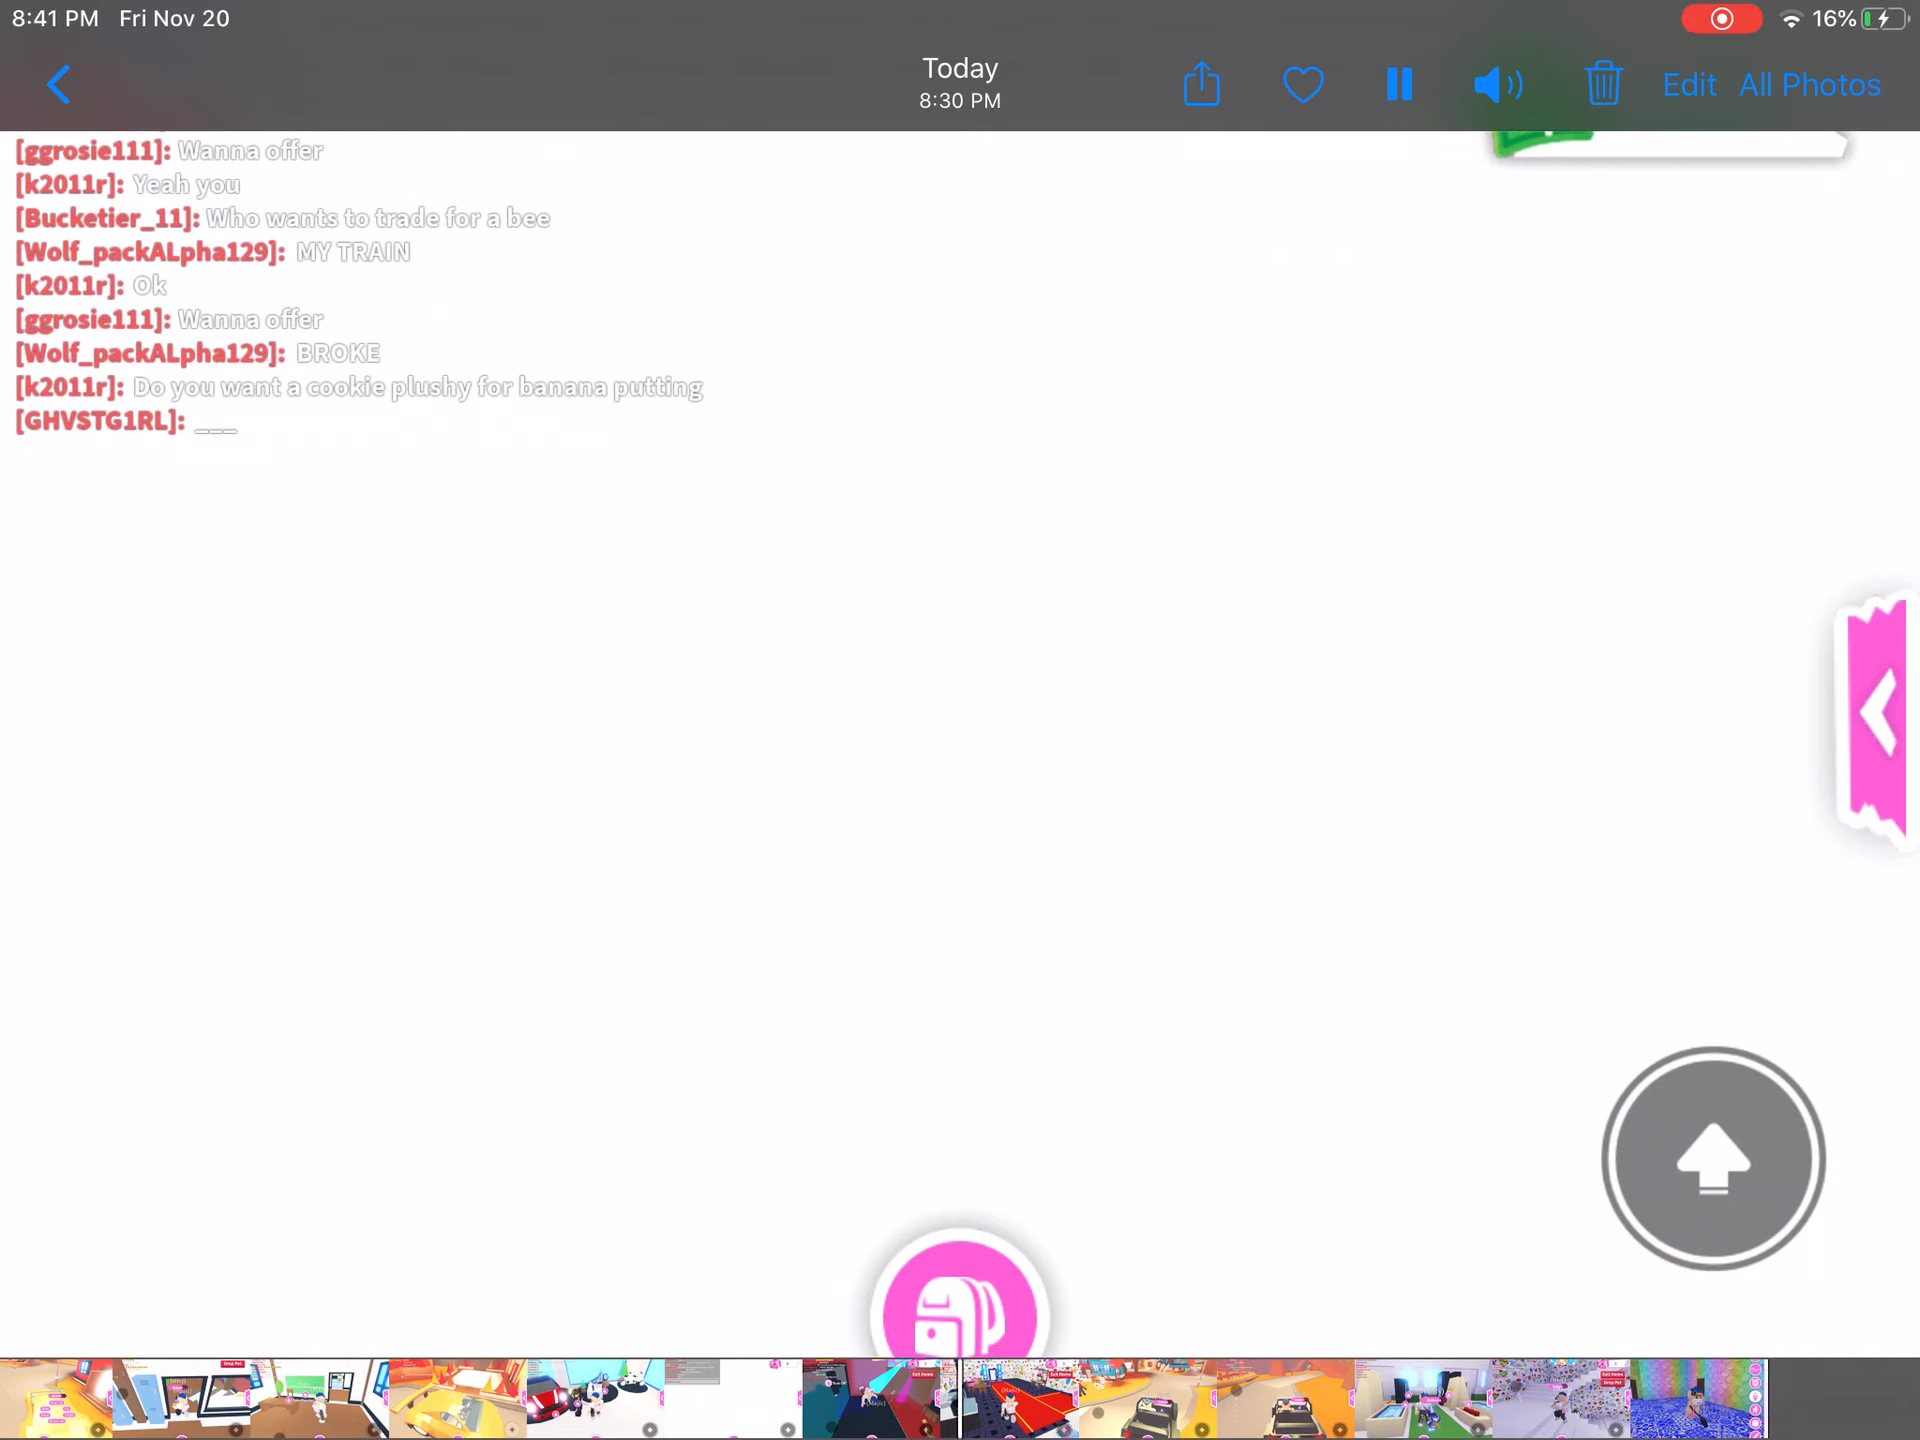 8:41 PM Fri Nov 20
16%
Today
8:30 PM
Edit All Photos
[ggrosie111]: Wanna offer
[k2011r]: Yeah you
[Bucketier_11]: Who wants to trade for a bee
[Wolf_packALpha129]: MY TRAIN
[k2011r]: Ok
[ggrosie111]: Wanna offer
[Wolf_packALpha129]: BROKE
[k2011r]: Do you want a cookie plushy for banana putting
[GHVSTG1RL]: ___